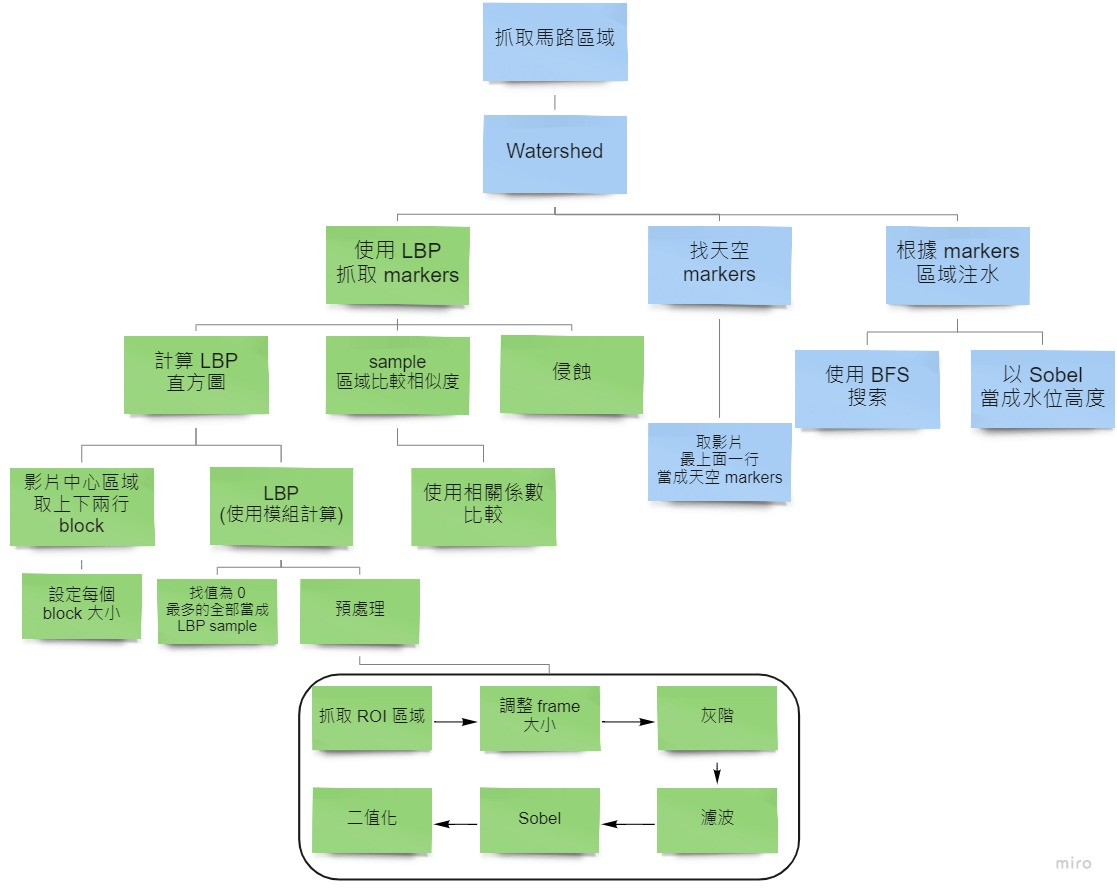 抓取馬路區域
Watershed
使用 LBP
抓取 markers
找天空
markers
根據 markers
區域注水
計算 LBP
直方圖
sample
區域比較相似度
侵蝕
使用 BFS
搜索
以 Sobel
當成水位高度
取影片
最上面一行
當成天空 markers
影片中心區域
取上下兩行
block
LBP
(使用模組計算)
使用相關係數
比較
設定每個
block 大小
找值為 0
最多的全部當成
LBP sample
預處理
抓取 ROI 區域
調整 frame
大小
灰階
二值化
Sobel
濾波
miro